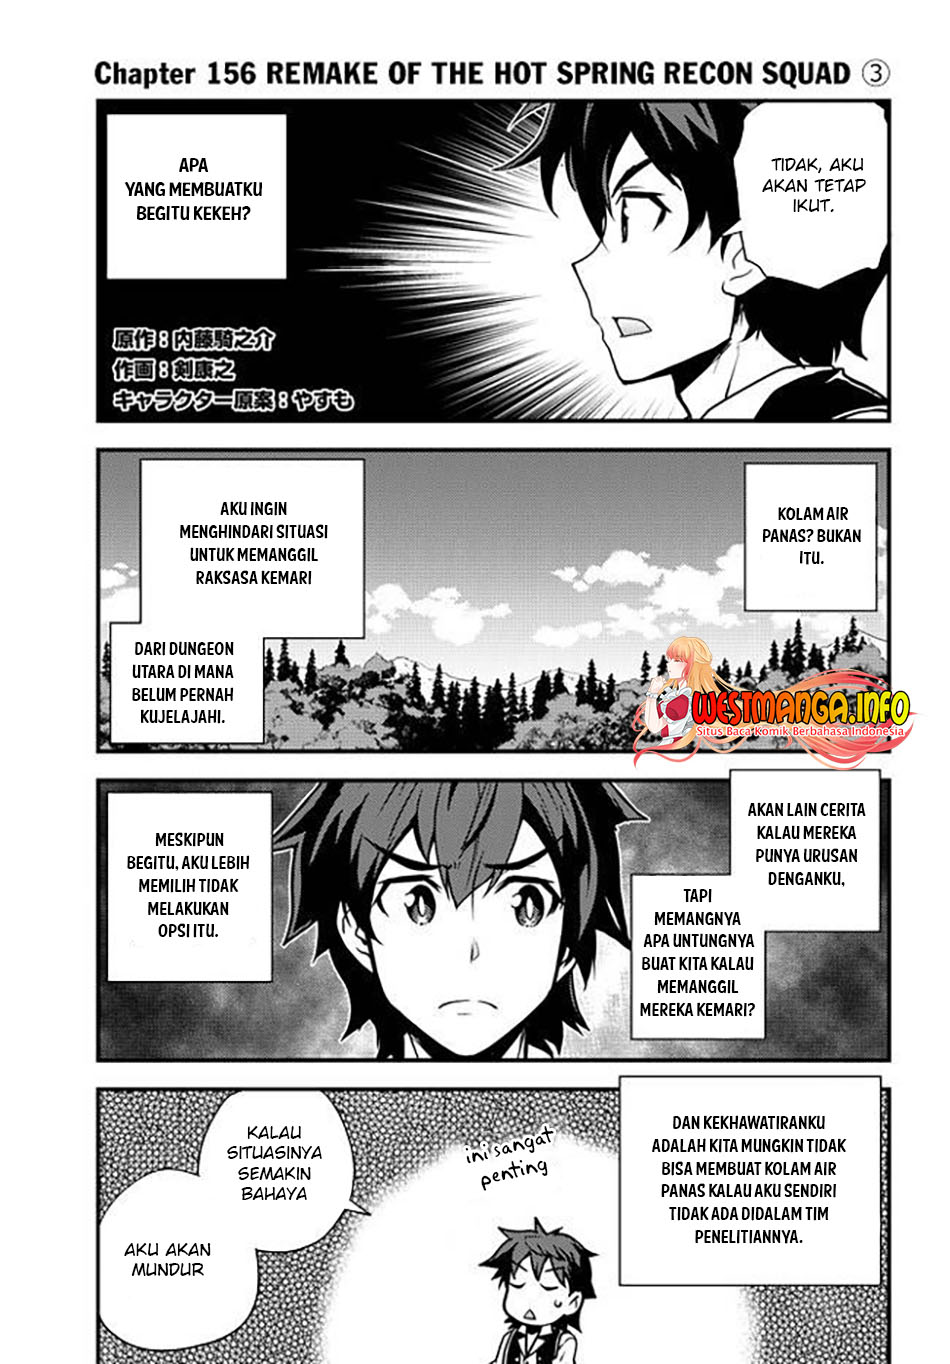 Chapter 156 REMAKE OF THE HOT SPRING RECON SQUAD ③
TIDAK, AKU
AKAN TETAP
IKUT.
APA
YANG MEMBUATKU
BEGITU KEKEH?
原作：内藤騎之介
作画：剣康之
キャラクター原案：やすも
KOLAM AIR
PANAS? BUKAN
ITU.
AKU INGIN
MENGHINDARI SITUASI
UNTUK MEMANGGIL
RAKSASA KEMARI
DARI DUNGEON
UTARA DI MANA
BELUM PERNAH
KUJELAJAHI.
WESTMANGA.INFO
Situs Baca Komik Berbahasa Indonesia
AKAN LAIN CERITA
KALAU MEREKA
PUNYA URUSAN
DENGANKU,
TAPI
MEMANGNYA
APA UNTUNGNYA
BUAT KITA KALAU
MEMANGGIL
MEREKA KEMARI?
MESKIPUN
BEGITU, AKU LEBIH
MEMILIH TIDAK
MELAKUKAN
OPSI ITU.
DAN KEKHAWATIRANKU
ADALAH KITA MUNGKIN TIDAK
BISA MEMBUAT KOLAM AIR
PANAS KALAU AKU SENDIRI
TIDAK ADA DIDALAM TIM
PENELITIANNYA.
ini sangat
penting
KALAU
SITUASINYA
SEMAKIN
BAHAYA
AKU AKAN
MUNDUR